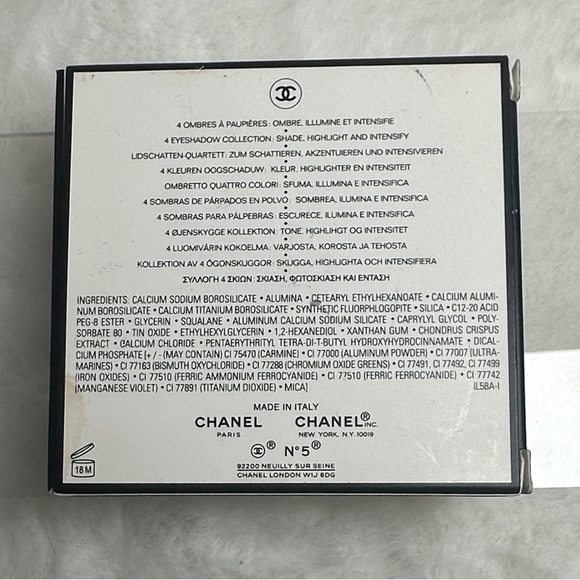 4 OMBRES À PAUPIÈRES : OMBRE, ILLUMINE ET INTENSIFIE
4 EYESHADOW COLLECTION : SHADE, HIGHLIGHT AND INTENSIFY
LIDSCHATTEN-QUARTETT : ZUM SCHATTIEREN, AKZENTUIEREN UND INTENSIVIEREN
4 KLEUREN OOGSCHADUW : KLEUR, HIGHLIGHTER EN INTENSITEIT
OMBRETTO QUATTRO COLORI : SFUMA, ILLUMINA E INTENSIFICA
4 SOMBRAS DE PÁRPADOS EN POLVO : SOMBREA, ILUMINA E INTENSIFICA
4 SOMBRAS PARA PÁLPEBRAS : ESCURECE, ILUMINA E INTENSIFICA
4 ØJENSKYGGE KOLLEKTION : TONE, HIGHLIGHT OG INTENSITET
4 LUOMIVÄRIN KOKOELMA : VARJOSTA, KOROSTA JA TEHOSTA
KOLLEKTION AV 4 ÖGONSKUGGOR : SKUGGA, HIGHLIGHTA OCH INTENSIFIERA
ΣΥΛΛΟΓΗ 4 ΣΚΙΩΝ : ΣΚΙΑΣΗ, ΦΩΤΟΣΚΙΑΣΗ ΚΑΙ ΕΝΤΑΣΗ
INGREDIENTS: CALCIUM SODIUM BOROSILICATE • ALUMINA • CETEARYL ETHYLHEXANOATE • CALCIUM ALUMI-
NUM BOROSILICATE • CALCIUM TITANIUM BOROSILICATE • SYNTHETIC FLUORPHLOGOPITE • SILICA • C12-20 ACID
PEG-8 ESTER • GLYCERIN • SQUALANE • ALUMINUM CALCIUM SODIUM SILICATE • CAPRYLYL GLYCOL • POLY-
SORBATE 80 • TIN OXIDE • ETHYLHEXYLGLYCERIN • 1,2-HEXANEDIOL • XANTHAN GUM • CHONDRUS CRISPUS
EXTRACT • CALCIUM CHLORIDE • PENTAERYTHRITYL TETRA-DI-T-BUTYL HYDROXYHYDROCINNAMATE • DICAL-
CIUM PHOSPHATE [+ / - (MAY CONTAIN) CI 75470 (CARMINE) • CI 77000 (ALUMINUM POWDER) • CI 77007 (ULTRA-
MARINES) • CI 77163 (BISMUTH OXYCHLORIDE) • CI 77288 (CHROMIUM OXIDE GREENS) • CI 77491, CI 77492, CI 77499
(IRON OXIDES) • CI 77510 (FERRIC AMMONIUM FERROCYANIDE) • CI 77510 (FERRIC FERROCYANIDE) • CI 77742
(MANGANESE VIOLET) • CI 77891 (TITANIUM DIOXIDE) • MICA] IL58A-I
MADE IN ITALY
CHANEL CHANEL® INC.
PARIS NEW YORK, N.Y. 10019
® N°5®
92200 NEUILLY SUR SEINE
CHANEL LONDON W1J 6DG
18 M